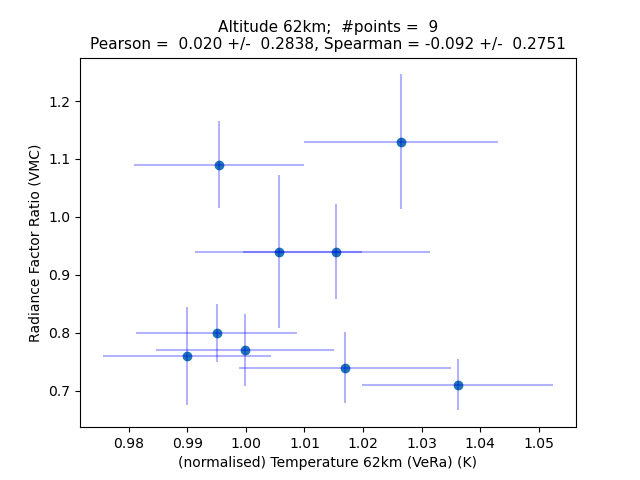 Altitude 62km;  #points =  9
Pearson =  0.020 +/-  0.2838, Spearman = -0.092 +/-  0.2751
1.2
1.1
1.0
0.9
0.8
0.7
Radiance Factor Ratio (VMC)
0.98 0.99 1.00 1.01 1.02 1.03 1.04 1.05
(normalised) Temperature 62km (VeRa) (K)